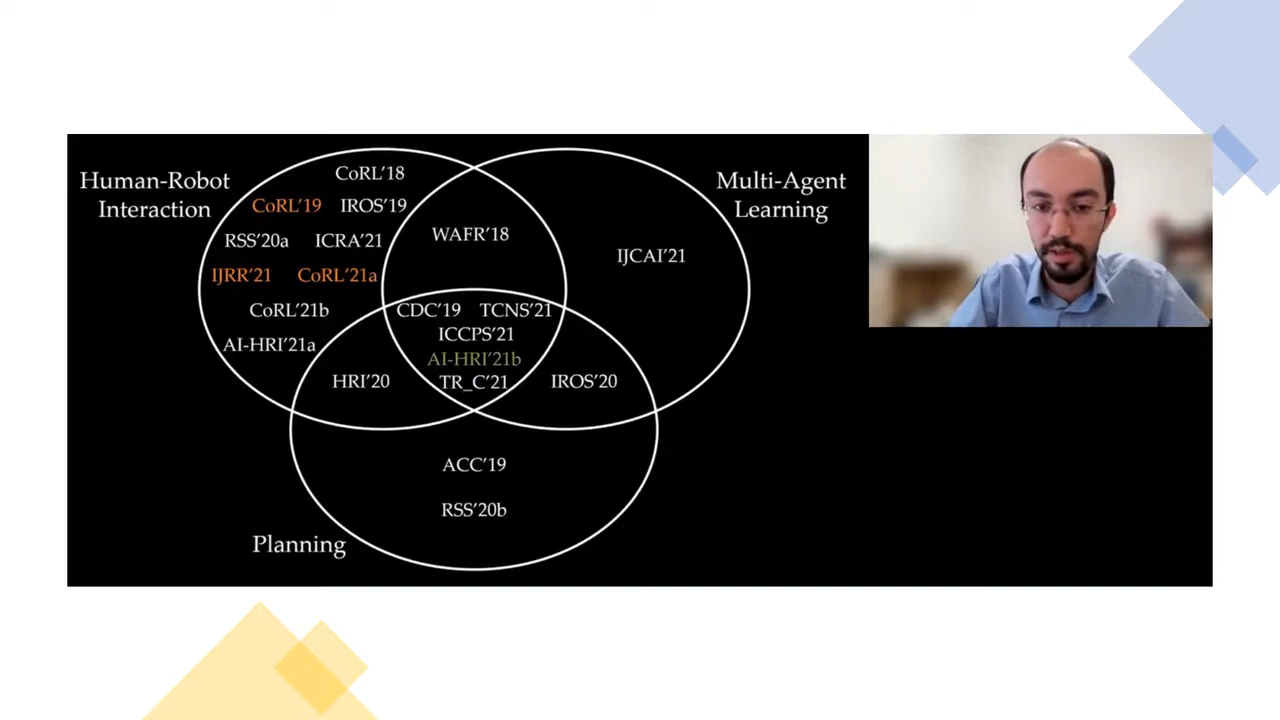 Human-Robot
Interaction
CoRL'18
CoRL'19 IROS'19
RSS'20a ICRA'21
IJRR'21 CoRL'21a
CoRL'21b
AI-HRI'21a
WAFR'18
Multi-Agent
Learning
IJCAI'21
CDC'19 TCNS'21
ICCPS'21
AI-HRI'21b
TR_C'21
HRI'20
IROS'20
ACC'19
RSS'20b
Planning